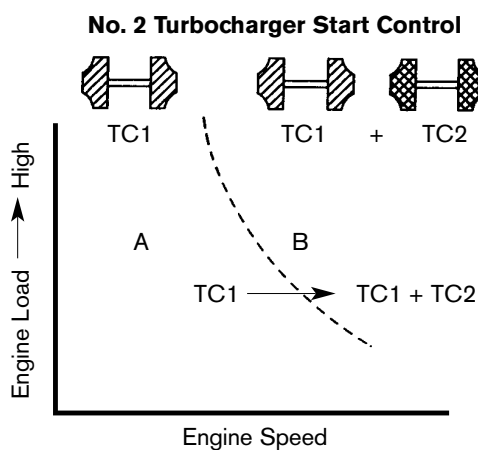 No. 2 Turbocharger Start Control
TC1
TC1 + TC2
Engine Load → High
A
B
TC1 → TC1 + TC2
Engine Speed